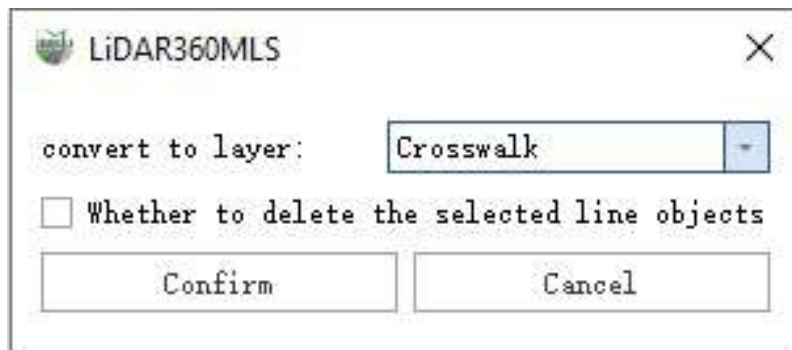 LiDAR360MLS
convert to layer: Crosswalk
Whether to delete the selected line objects
Confirm Cancel